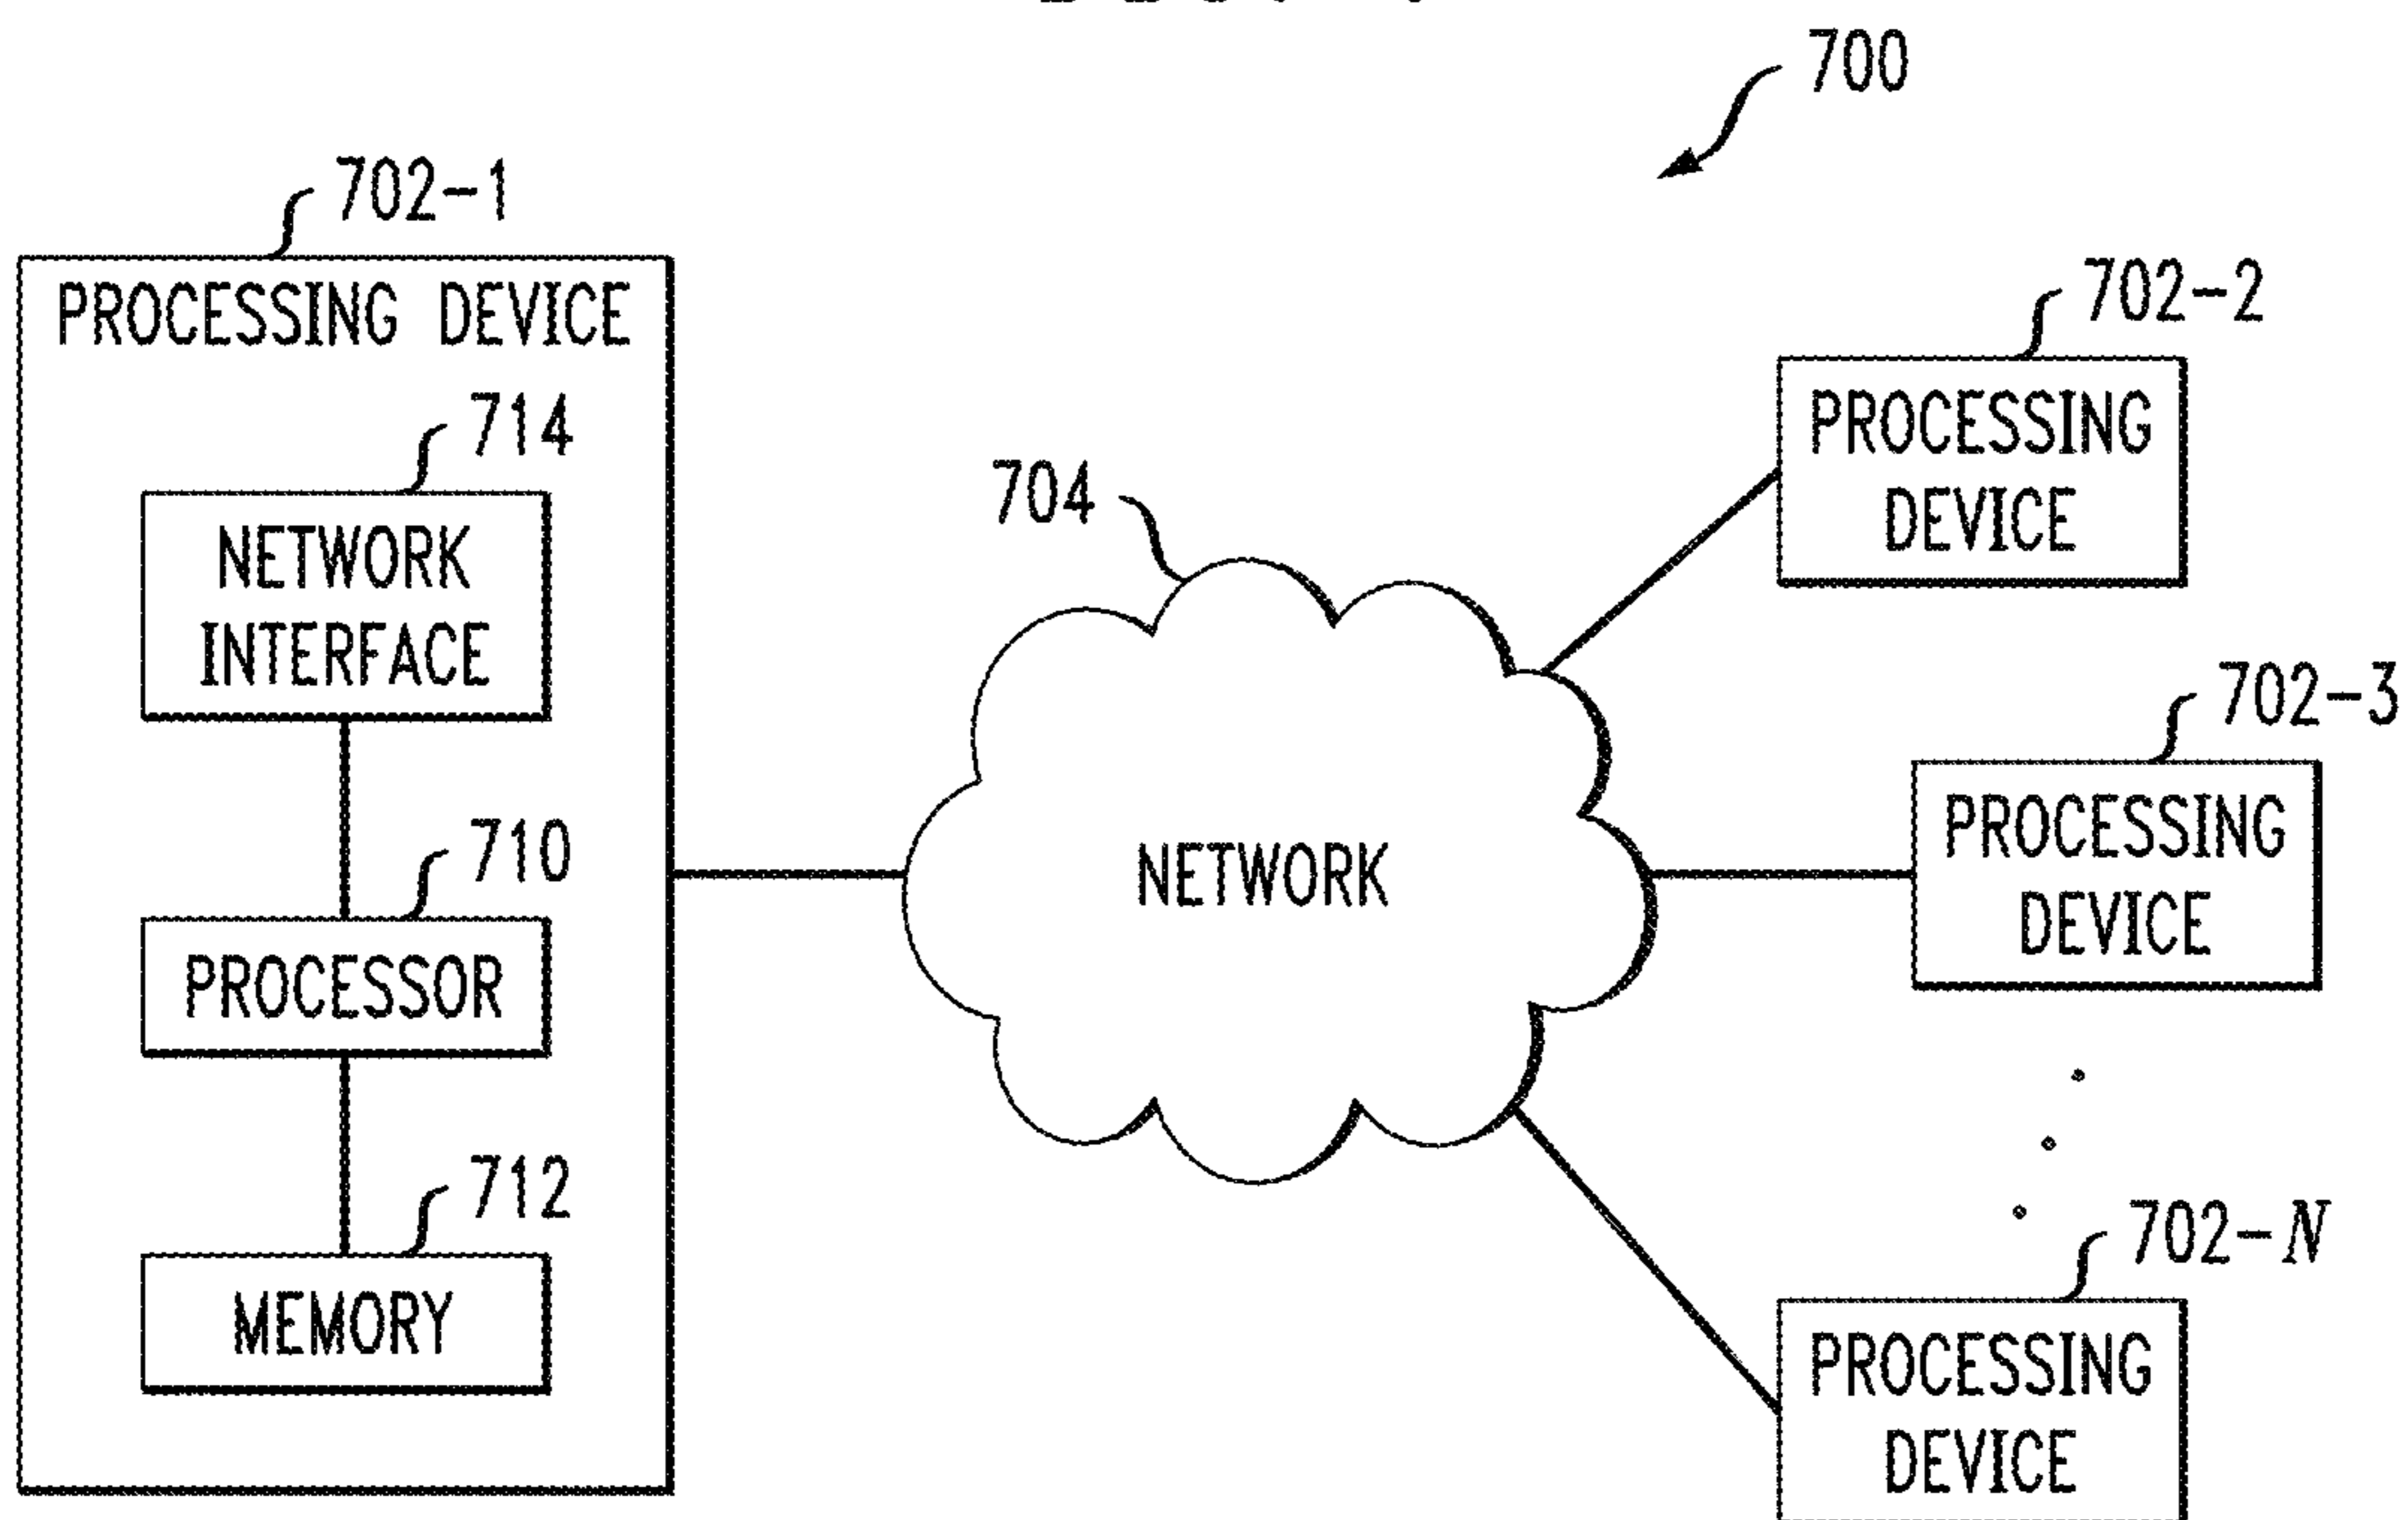 700
702-1
PROCESSING DEVICE
714
NETWORK
INTERFACE
710
PROCESSOR
712
MEMORY
704
NETWORK
702-2
PROCESSING
DEVICE
702-3
PROCESSING
DEVICE
702-N
PROCESSING
DEVICE